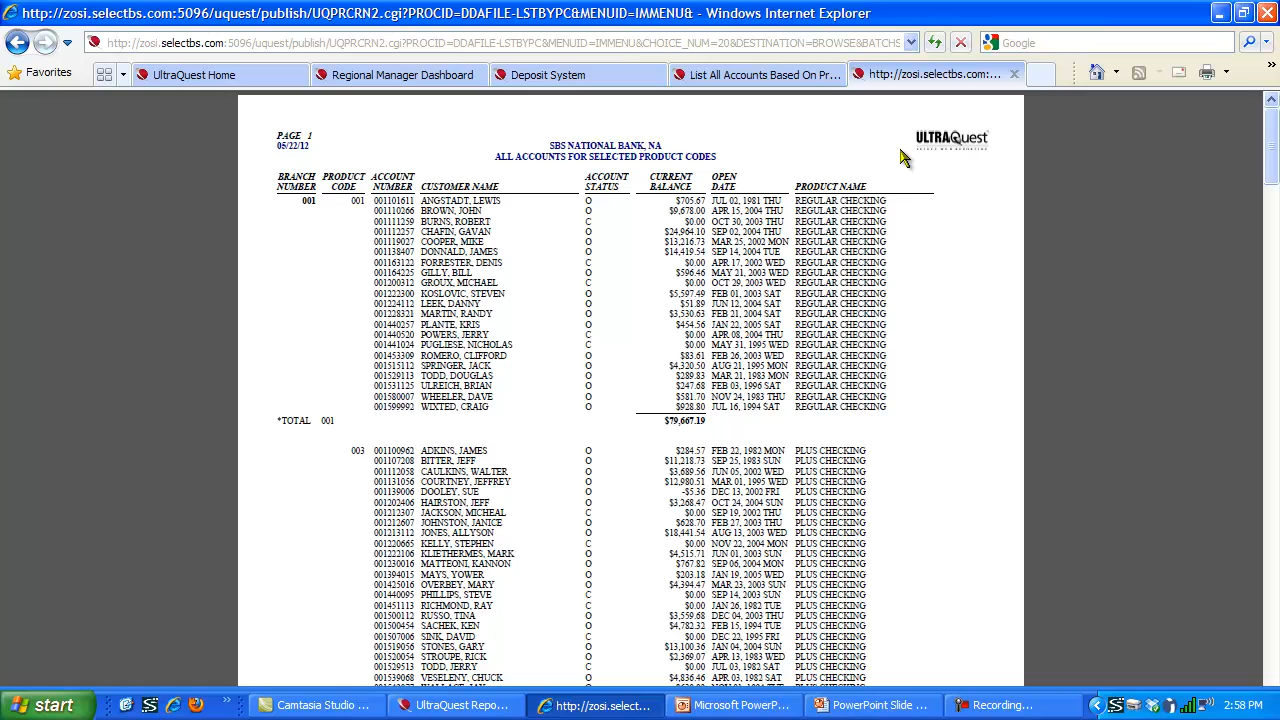 http://zosi.selectbs.com:5096/uquest/publish/UQPRCRN2.cgi?PROCID=DDAFILE-LSTBYPC&MENUID=IMMENU& - Windows Internet Explorer
http://zosi.selectbs.com:5096/uquest/publish/UQPRCRN2.cgi?PROCID=DDAFILE-LSTBYPC&MENUID=IMMENU&CHOICE_NUM=20&DESTINATION=BROWSE&BATCHS Google
Favorites UltraQuest Home Regional Manager Dashboard Deposit System List All Accounts Based On Pr... http://zosi.selectbs.com:...
PAGE 1
ULTRAQuest
05/22/12 SBS NATIONAL BANK, NA
ALL ACCOUNTS FOR SELECTED PRODUCT CODES
BRANCH PRODUCT ACCOUNT ACCOUNT CURRENT OPEN
NUMBER CODE NUMBER CUSTOMER NAME STATUS BALANCE DATE PRODUCT NAME
001 001 001101611 ANGSTADT, LEWIS O $705.67 JUL 02, 1981 THU REGULAR CHECKING
001110266 BROWN, JOHN O $9,678.00 APR 15, 2004 THU REGULAR CHECKING
001111259 BURNS, ROBERT C $0.00 OCT 30, 2003 THU REGULAR CHECKING
001112257 CHAFIN, GAVAN O $24,964.10 SEP 02, 2004 THU REGULAR CHECKING
001119027 COOPER, MIKE O $13,216.73 MAR 25, 2002 MON REGULAR CHECKING
001138407 DONNALD, JAMES O $14,419.54 SEP 14, 2004 TUE REGULAR CHECKING
001163122 FORRESTER, DENIS C $0.00 APR 17, 2002 WED REGULAR CHECKING
001164225 GILLY, BILL O $596.46 MAY 21, 2003 WED REGULAR CHECKING
001200312 GROUX, MICHAEL C $0.00 OCT 29, 2003 WED REGULAR CHECKING
001222300 KOSLOVIC, STEVEN O $5,597.49 FEB 01, 2003 SAT REGULAR CHECKING
001224112 LEEK, DANNY O $51.89 JUN 12, 2004 SAT REGULAR CHECKING
001228321 MARTIN, RANDY O $3,530.63 FEB 21, 2004 SAT REGULAR CHECKING
001440257 PLANTE, KRIS O $454.56 JAN 22, 2005 SAT REGULAR CHECKING
001440520 POWERS, JERRY C $0.00 APR 08, 2004 THU REGULAR CHECKING
001441024 PUGLIESE, NICHOLAS C $0.00 MAY 31, 1995 WED REGULAR CHECKING
001453309 ROMERO, CLIFFORD O $83.61 FEB 26, 2003 WED REGULAR CHECKING
001515112 SPRINGER, JACK O $4,320.50 AUG 21, 1995 MON REGULAR CHECKING
001529113 TODD, DOUGLAS O $289.83 MAR 21, 1983 MON REGULAR CHECKING
001531125 ULREICH, BRIAN O $247.68 FEB 03, 1996 SAT REGULAR CHECKING
001580007 WHEELER, DAVE O $581.70 NOV 24, 1983 THU REGULAR CHECKING
001599992 WIXTED, CRAIG O $928.80 JUL 16, 1994 SAT REGULAR CHECKING
*TOTAL 001 $79,667.19
003 001100962 ADKINS, JAMES O $284.57 FEB 22, 1982 MON PLUS CHECKING
001107208 BITTER, JEFF O $11,218.73 SEP 25, 1983 SUN PLUS CHECKING
001112058 CAULKINS, WALTER O $3,689.56 JUN 05, 2002 WED PLUS CHECKING
001131056 COURTNEY, JEFFREY O $12,980.51 MAR 01, 1995 WED PLUS CHECKING
001139006 DOOLEY, SUE O -$5.36 DEC 13, 2002 FRI PLUS CHECKING
001202406 HAIRSTON, JEFF O $3,268.47 OCT 24, 2004 SUN PLUS CHECKING
001212307 JACKSON, MICHEAL C $0.00 SEP 19, 2002 THU PLUS CHECKING
001212607 JOHNSTON, JANICE O $628.70 FEB 27, 2003 THU PLUS CHECKING
001213112 JONES, ALLYSON O $18,441.54 AUG 13, 2003 WED PLUS CHECKING
001220665 KELLY, STEPHEN C $0.00 NOV 22, 2004 MON PLUS CHECKING
001222106 KLIETHERMES, MARK O $4,515.71 JUN 01, 2003 SUN PLUS CHECKING
001230016 MATTEONI, KANNON O $767.82 SEP 06, 2004 MON PLUS CHECKING
001394015 MAYS, YOWER O $203.18 JAN 19, 2005 WED PLUS CHECKING
001425016 OVERBEY, MARY O $4,394.47 MAR 23, 2003 SUN PLUS CHECKING
001440095 PHILLIPS, STEVE C $0.00 SEP 14, 2003 SUN PLUS CHECKING
001451113 RICHMOND, RAY C $0.00 JAN 26, 1982 TUE PLUS CHECKING
001500112 RUSSO, TINA O $3,559.68 DEC 04, 2003 THU PLUS CHECKING
001500454 SACHEK, KEN O $4,782.32 FEB 15, 1994 TUE PLUS CHECKING
001507006 SINK, DAVID C $0.00 DEC 22, 1995 FRI PLUS CHECKING
001519056 STONES, GARY O $13,100.36 JAN 04, 2004 SUN PLUS CHECKING
001520054 STROUPE, RICK O $2,369.07 APR 13, 1983 WED PLUS CHECKING
001529513 TODD, JERRY C $0.00 JUL 03, 1982 SAT PLUS CHECKING
001539068 VESELENY, CHUCK O $4,836.46 APR 03, 1982 SAT PLUS CHECKING
start Camtasia Studio ... UltraQuest Repo... http://zosi.select... Microsoft PowerP... PowerPoint Slide ... Recording... 2:58 PM